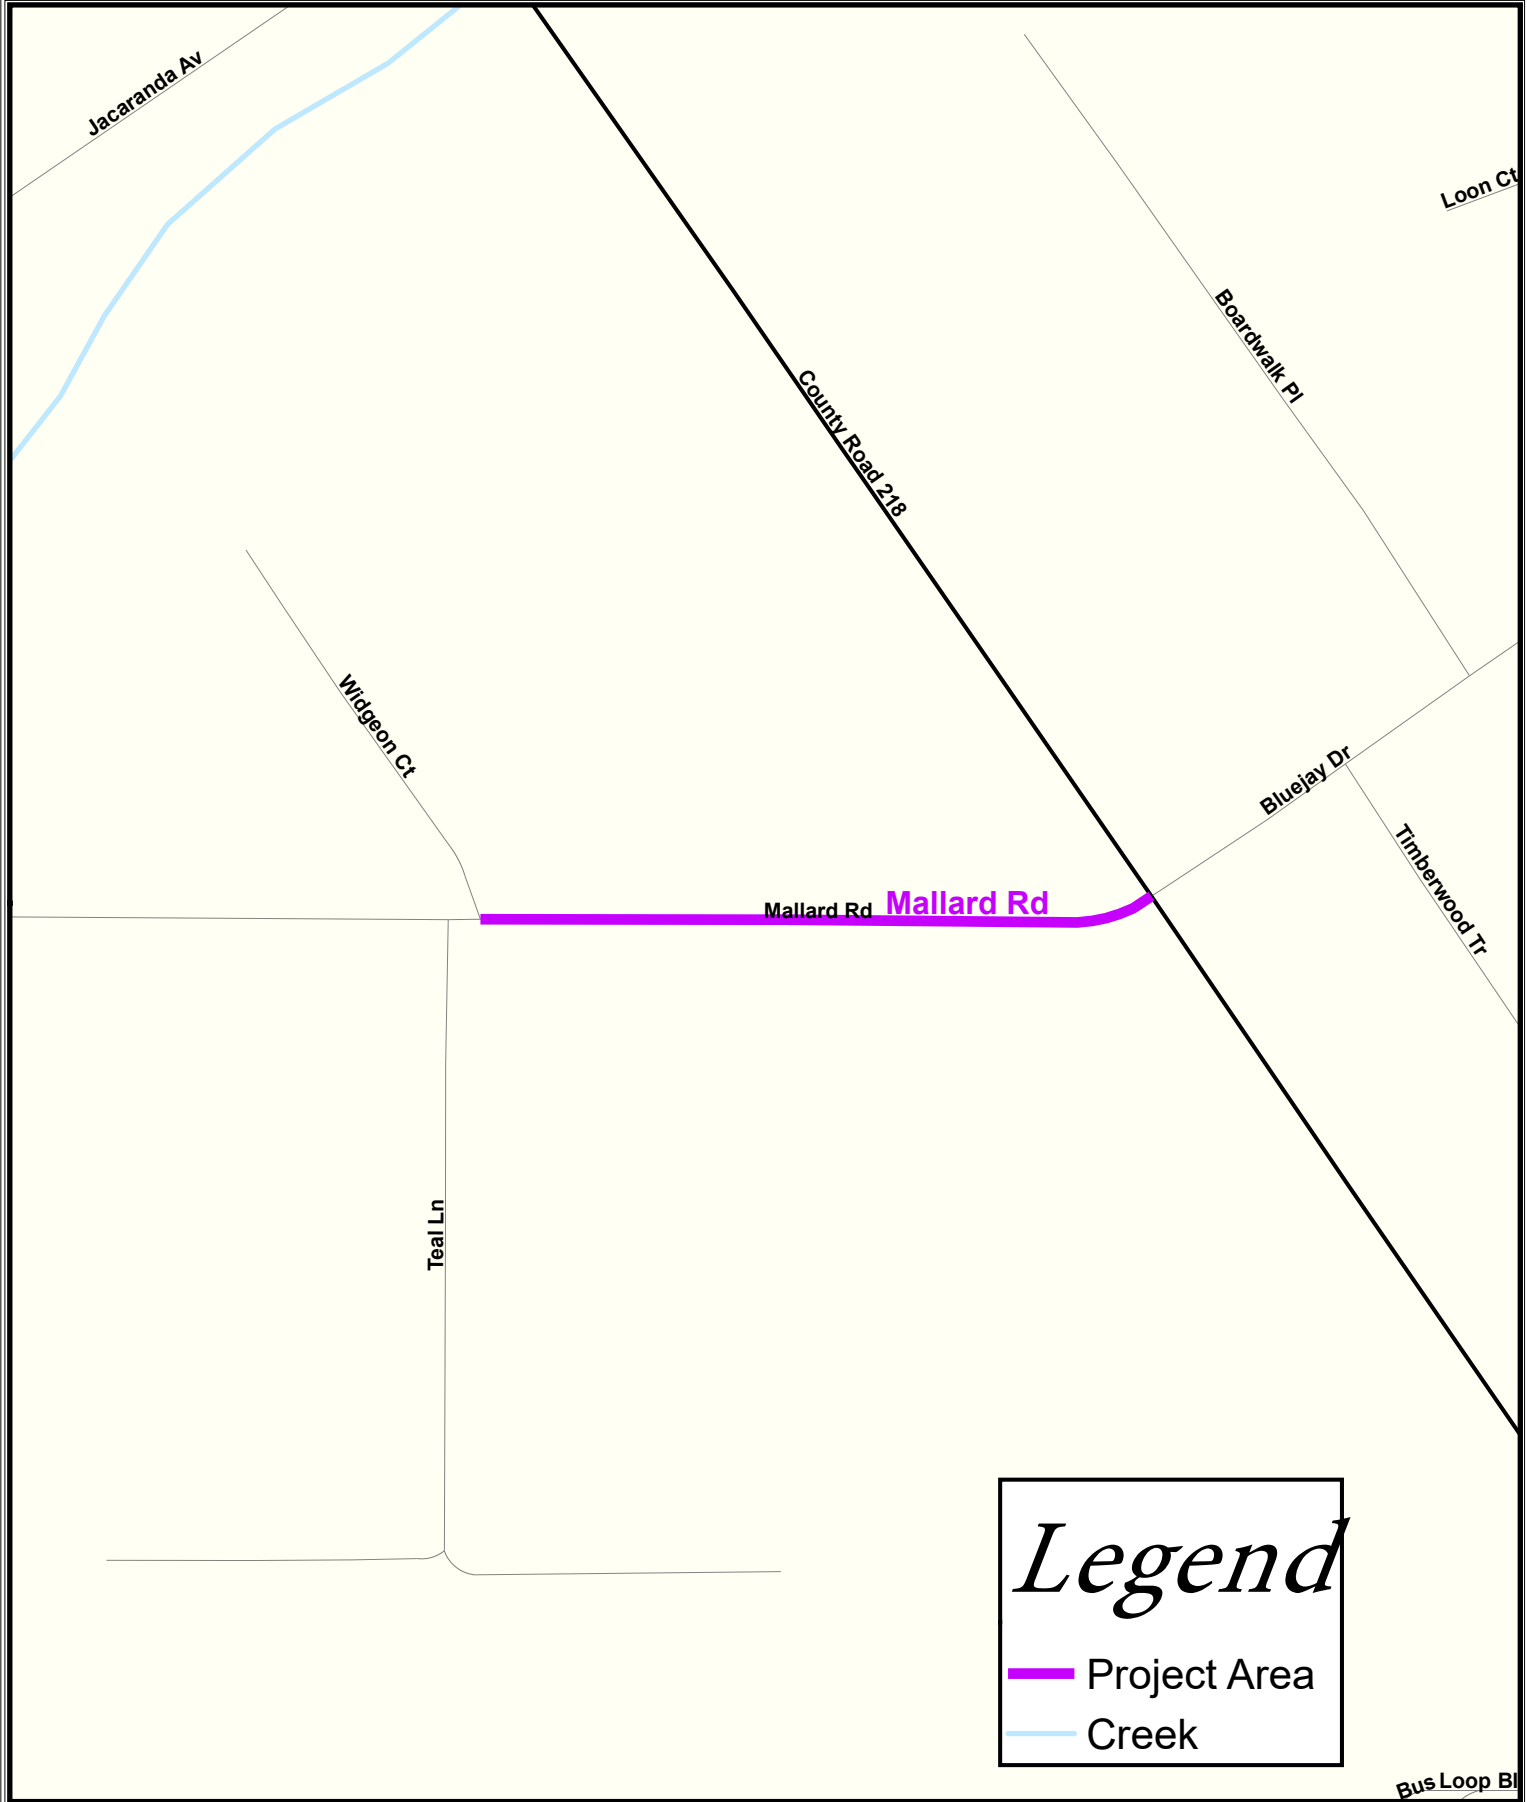 Jacaranda Av
Loon Ct
Boardwalk Pl
County Road 218
Widgeon Ct
Bluejay Dr
Timberwood Tr
Mallard Rd
Mallard Rd
Teal Ln
Legend
Project Area
Creek
Bus Loop Bl